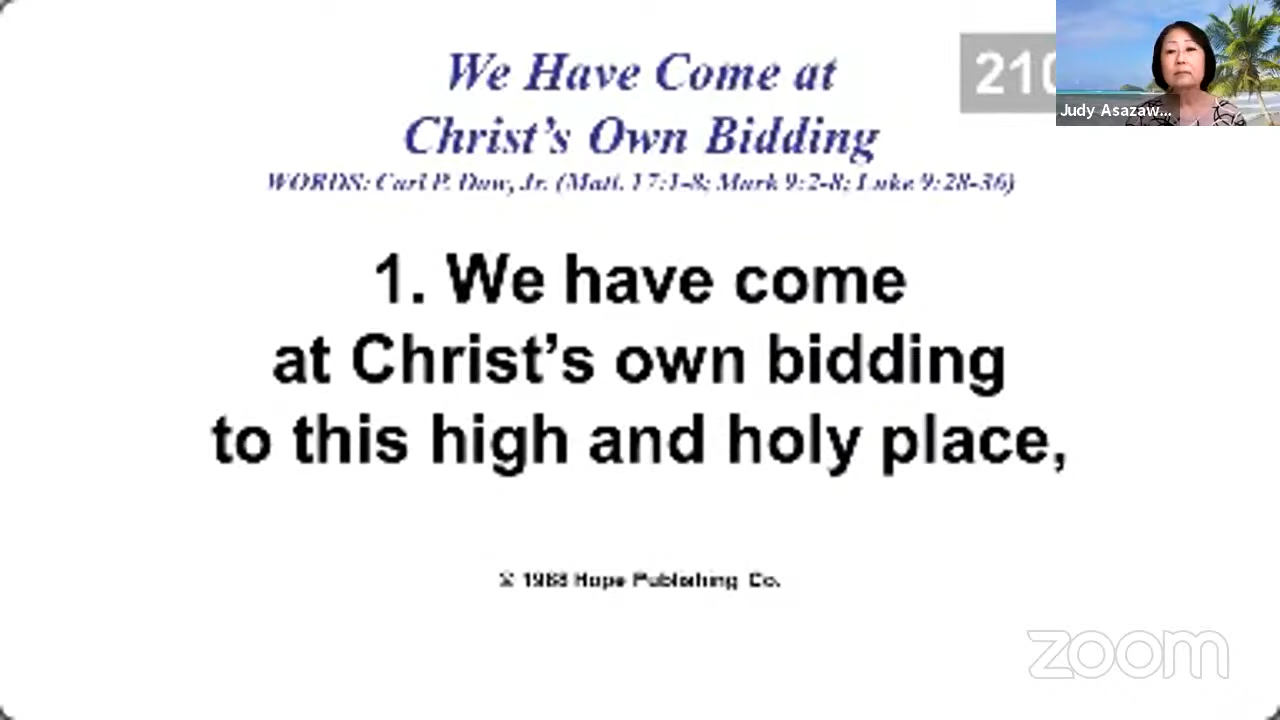 We Have Come at
Christ's Own Bidding
WORDS: Carl P. Daw, Jr. (Matt. 17:1-8; Mark 9:2-8; Luke 9:28-36)
210
Judy Asazaw...
1. We have come
at Christ's own bidding
to this high and holy place,
© 1988 Hope Publishing Co.
zoom